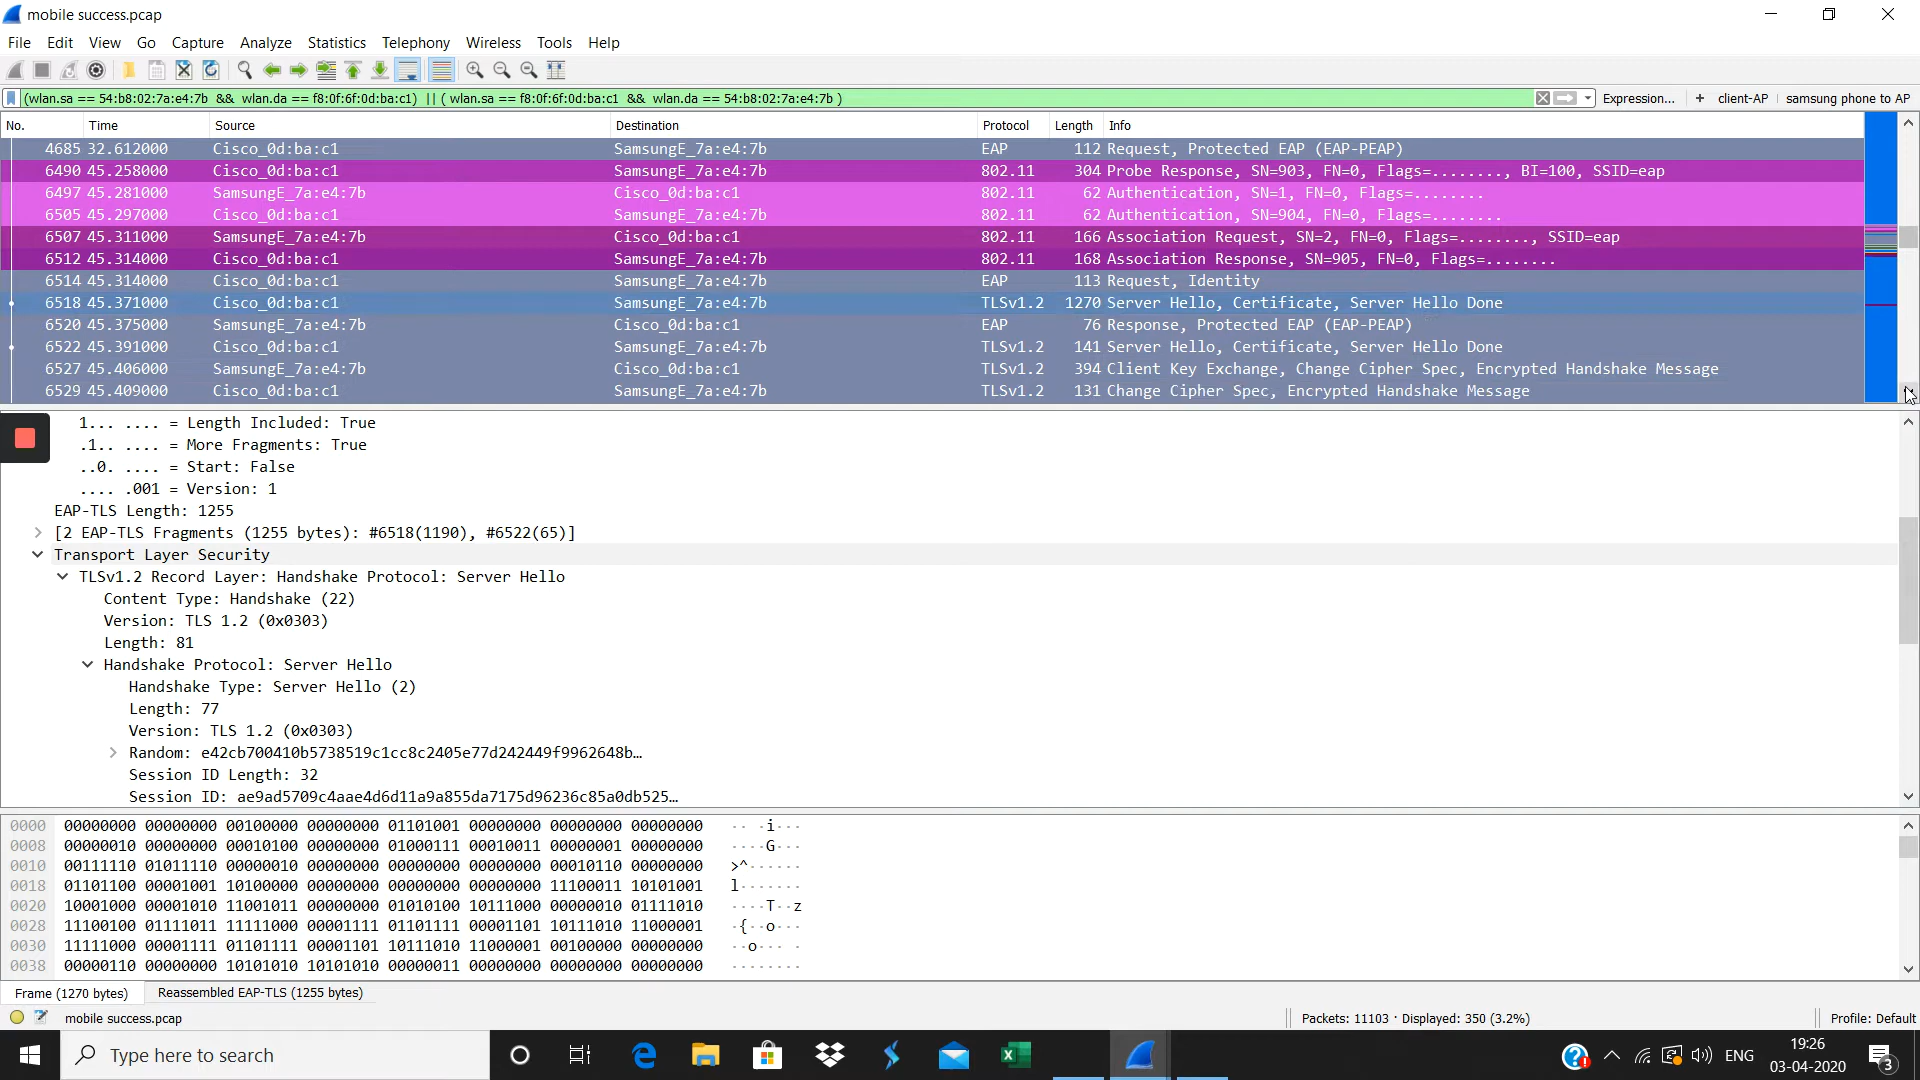 mobile success.pcap
File Edit View Go Capture Analyze Statistics Telephony Wireless Tools Help
(wlan.sa == 54:b8:02:7a:e4:7b && wlan.da == f8:0f:6f:0d:ba:c1) || ( wlan.sa == f8:0f:6f:0d:ba:c1 && wlan.da == 54:b8:02:7a:e4:7b ) Expression... + client-AP samsung phone to AP
No. Time Source Destination Protocol Length Info
4685 32.612000 Cisco_0d:ba:c1 SamsungE_7a:e4:7b EAP 112 Request, Protected EAP (EAP-PEAP)
6490 45.258000 Cisco_0d:ba:c1 SamsungE_7a:e4:7b 802.11 304 Probe Response, SN=903, FN=0, Flags=........, BI=100, SSID=eap
6497 45.281000 SamsungE_7a:e4:7b Cisco_0d:ba:c1 802.11 62 Authentication, SN=1, FN=0, Flags=........
6505 45.297000 Cisco_0d:ba:c1 SamsungE_7a:e4:7b 802.11 62 Authentication, SN=904, FN=0, Flags=........
6507 45.311000 SamsungE_7a:e4:7b Cisco_0d:ba:c1 802.11 166 Association Request, SN=2, FN=0, Flags=........, SSID=eap
6512 45.314000 Cisco_0d:ba:c1 SamsungE_7a:e4:7b 802.11 168 Association Response, SN=905, FN=0, Flags=........
6514 45.314000 Cisco_0d:ba:c1 SamsungE_7a:e4:7b EAP 113 Request, Identity
6518 45.371000 Cisco_0d:ba:c1 SamsungE_7a:e4:7b TLSv1.2 1270 Server Hello, Certificate, Server Hello Done
6520 45.375000 SamsungE_7a:e4:7b Cisco_0d:ba:c1 EAP 76 Response, Protected EAP (EAP-PEAP)
6522 45.391000 Cisco_0d:ba:c1 SamsungE_7a:e4:7b TLSv1.2 141 Server Hello, Certificate, Server Hello Done
6527 45.406000 SamsungE_7a:e4:7b Cisco_0d:ba:c1 TLSv1.2 394 Client Key Exchange, Change Cipher Spec, Encrypted Handshake Message
6529 45.409000 Cisco_0d:ba:c1 SamsungE_7a:e4:7b TLSv1.2 131 Change Cipher Spec, Encrypted Handshake Message
1... .... = Length Included: True
.1.. .... = More Fragments: True
..0. .... = Start: False
.... .001 = Version: 1
EAP-TLS Length: 1255
[2 EAP-TLS Fragments (1255 bytes): #6518(1190), #6522(65)]
Transport Layer Security
TLSv1.2 Record Layer: Handshake Protocol: Server Hello
Content Type: Handshake (22)
Version: TLS 1.2 (0x0303)
Length: 81
Handshake Protocol: Server Hello
Handshake Type: Server Hello (2)
Length: 77
Version: TLS 1.2 (0x0303)
Random: e42cb700410b5738519c1cc8c2405e77d242449f9962648b…
Session ID Length: 32
Session ID: ae9ad5709c4aae4d6d11a9a855da7175d96236c85a0db525…
0000 00000000 00000000 00100000 00000000 01101001 00000000 00000000 00000000 ·· ·i···
0008 00000010 00000000 00010100 00000000 01000111 00010011 00000001 00000000 ····G···
0010 00111110 01011110 00000010 00000000 00000000 00000000 00010110 00000000 >^······
0018 01101100 00001001 10100000 00000000 00000000 00000000 11100011 10101001 l·······
0020 10001000 00001010 11001011 00000000 01010100 10111000 00000010 01111010 ····T··z
0028 11100100 01111011 11111000 00001111 01101111 00001101 10111010 11000001 ·{··o···
0030 11111000 00001111 01101111 00001101 10111010 11000001 00100000 00000000 ··o··· ·
0038 00000110 00000000 10101010 10101010 00000011 00000000 00000000 00000000 ········
Frame (1270 bytes) Reassembled EAP-TLS (1255 bytes)
mobile success.pcap Packets: 11103 · Displayed: 350 (3.2%) Profile: Default
Type here to search ENG 19:26
03-04-2020 3